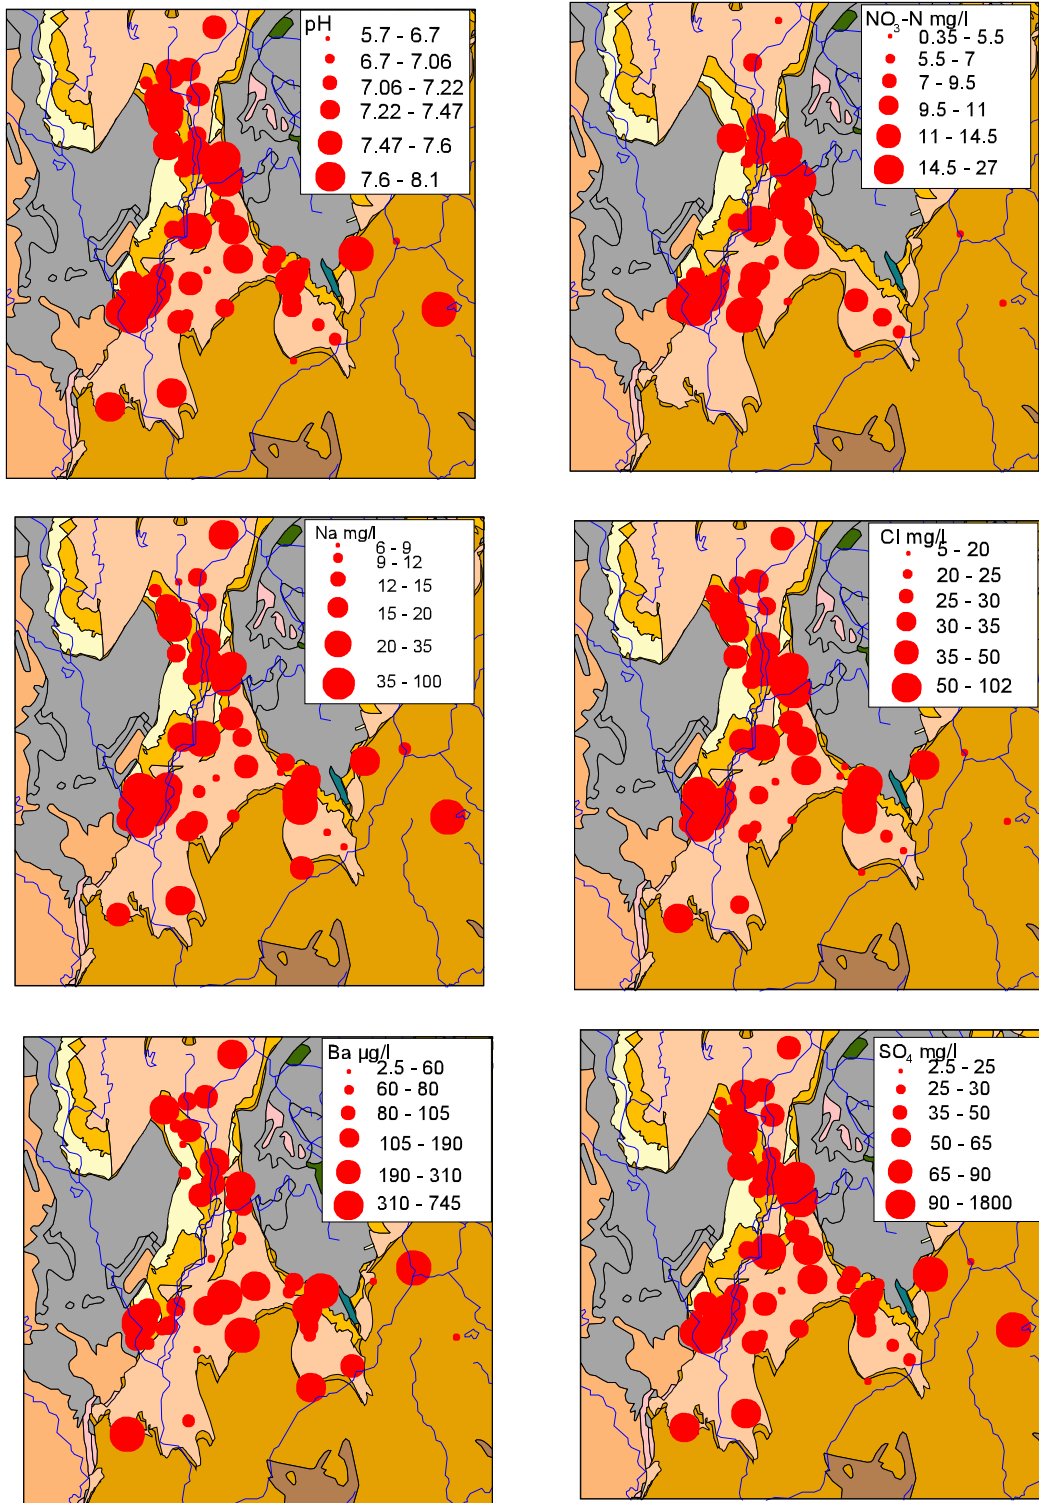 pH
5.7 - 6.7
6.7 - 7.06
7.06 - 7.22
7.22 - 7.47
7.47 - 7.6
7.6 - 8.1
NO₃-N mg/l
0.35 - 5.5
5.5 - 7
7 - 9.5
9.5 - 11
11 - 14.5
14.5 - 27
Na mg/l
6 - 9
9 - 12
12 - 15
15 - 20
20 - 35
35 - 100
Cl mg/l
5 - 20
20 - 25
25 - 30
30 - 35
35 - 50
50 - 102
Ba µg/l
2.5 - 60
60 - 80
80 - 105
105 - 190
190 - 310
310 - 745
SO₄ mg/l
2.5 - 25
25 - 30
35 - 50
50 - 65
65 - 90
90 - 1800